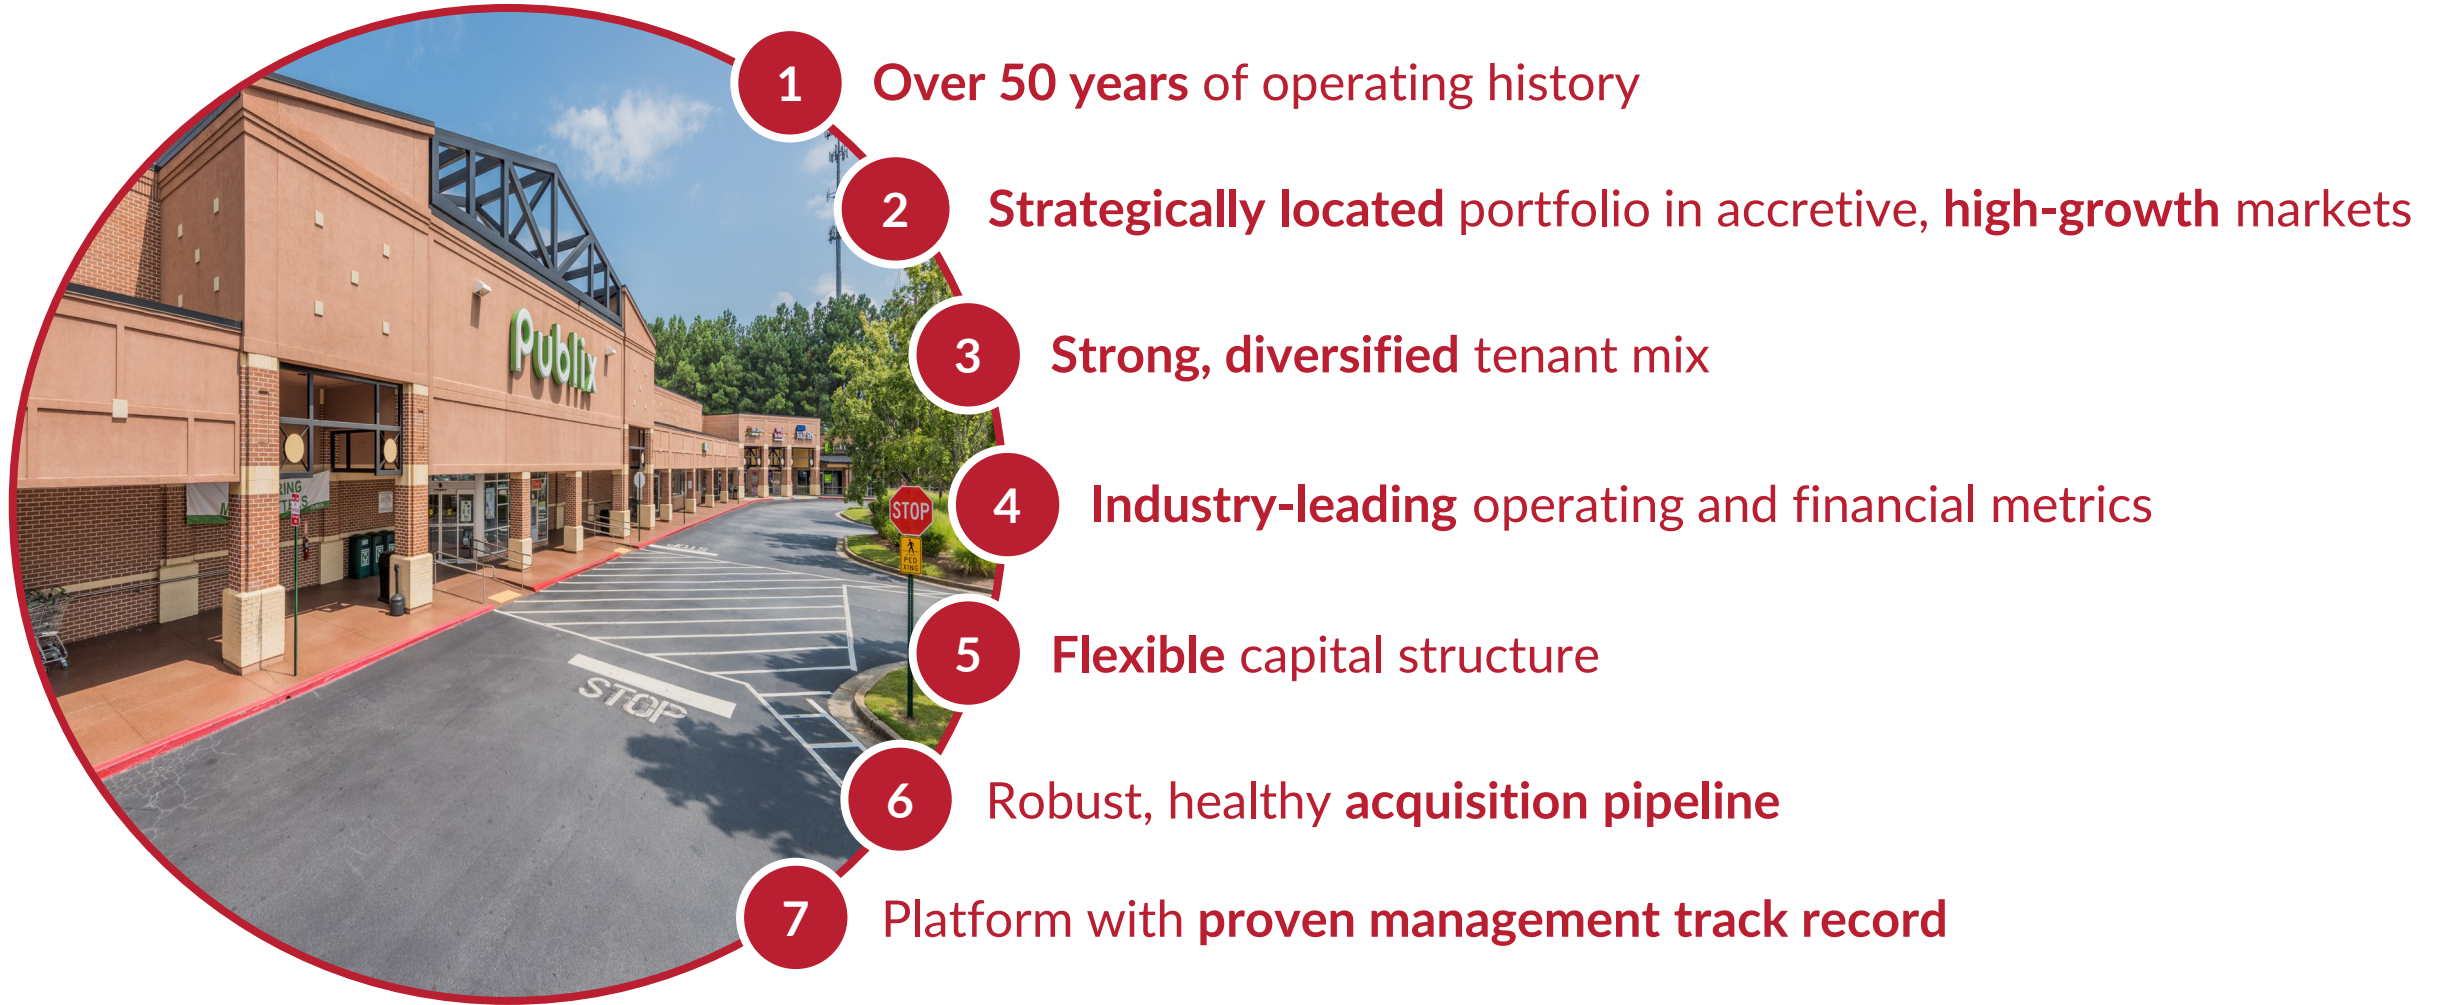 1 Over 50 years of operating history
2 Strategically located portfolio in accretive, high-growth markets
3 Strong, diversified tenant mix
4 Industry-leading operating and financial metrics
5 Flexible capital structure
6 Robust, healthy acquisition pipeline
7 Platform with proven management track record
Publix
STOP
PED
XING
STOP